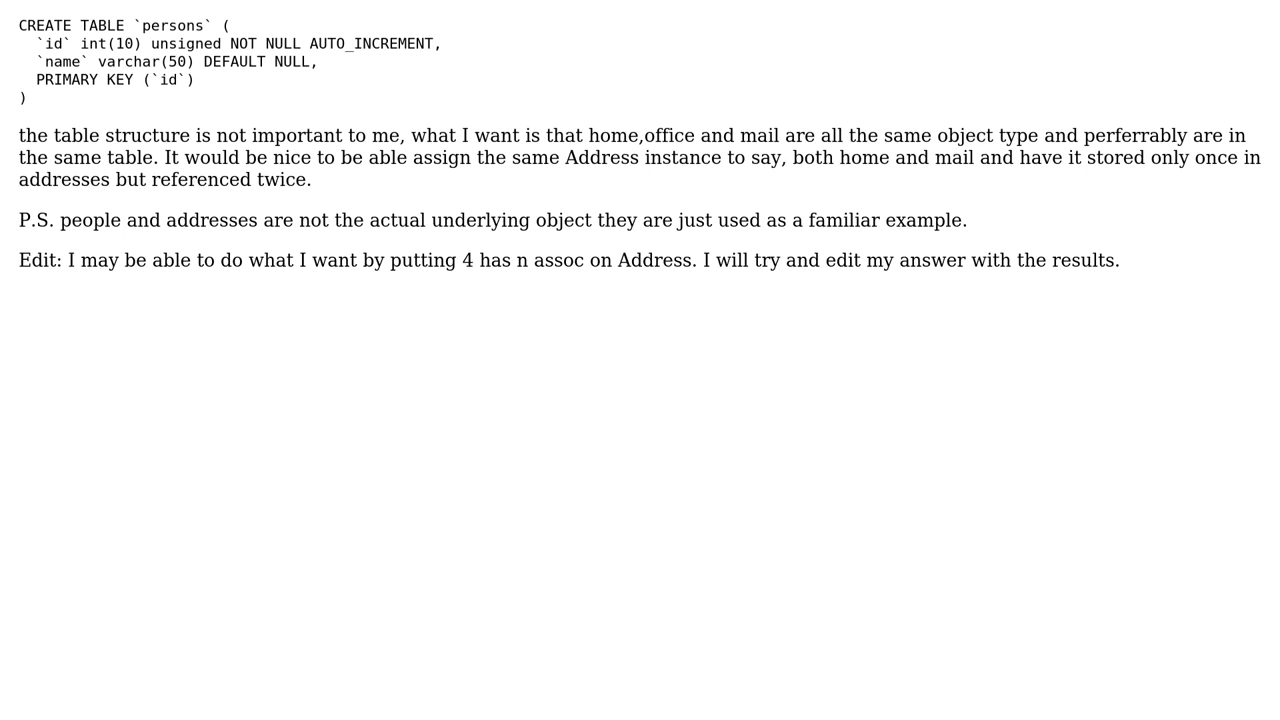 CREATE TABLE `persons` (
  `id` int(10) unsigned NOT NULL AUTO_INCREMENT,
  `name` varchar(50) DEFAULT NULL,
  PRIMARY KEY (`id`)
)
the table structure is not important to me, what I want is that home,office and mail are all the same object type and perferrably are in
the same table. It would be nice to be able assign the same Address instance to say, both home and mail and have it stored only once in
addresses but referenced twice.
P.S. people and addresses are not the actual underlying object they are just used as a familiar example.
Edit: I may be able to do what I want by putting 4 has n assoc on Address. I will try and edit my answer with the results.